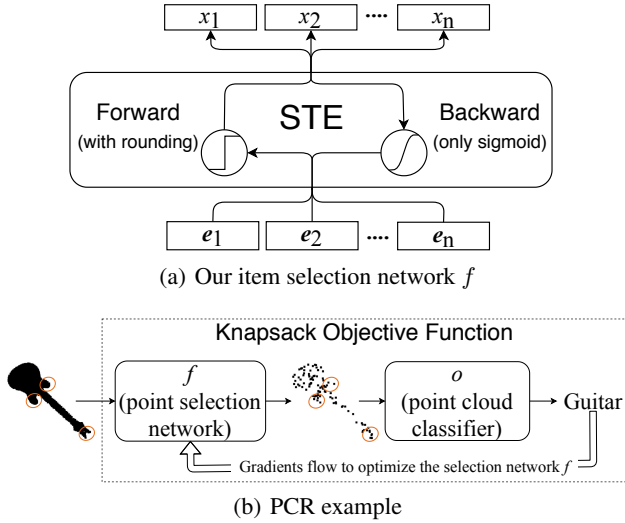 x1 x2 .... xn
Forward
(with rounding)
STE
Backward
(only sigmoid)
e1 e2 .... en
(a) Our item selection network f
Knapsack Objective Function
f
(point selection
network)
o
(point cloud
classifier)
Guitar
Gradients flow to optimize the selection network f
(b) PCR example